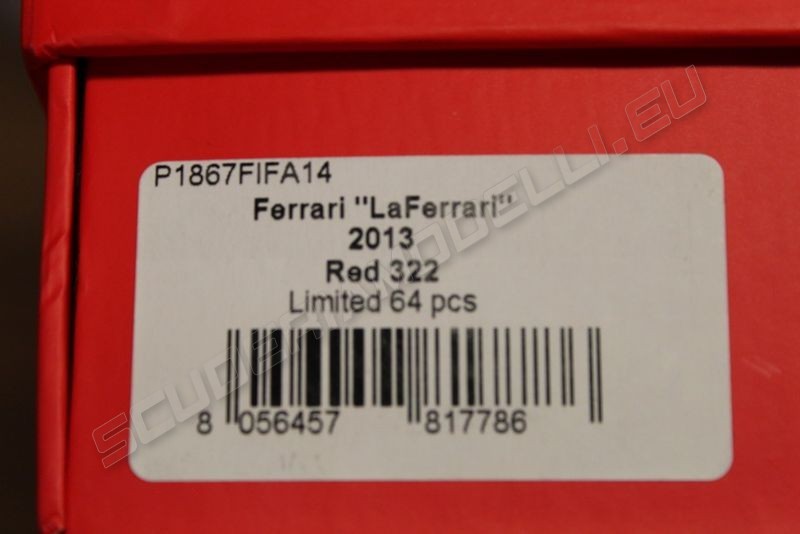 P1867FIFA14
Ferrari "LaFerrari"
2013
Red 322
Limited 64 pcs
8 056457 817786
SCUDERIAMODELLI.EU